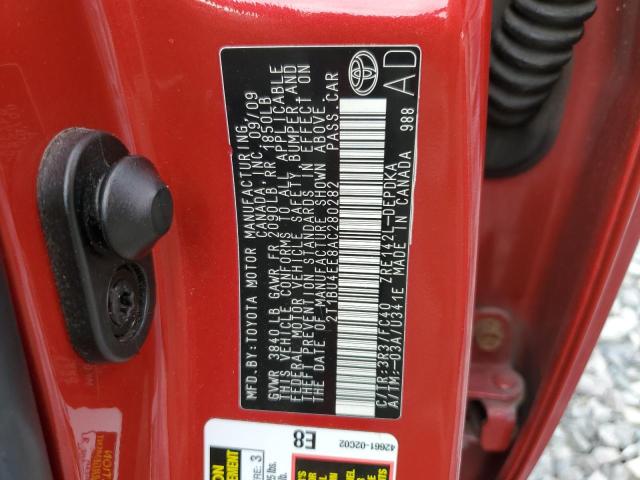 MFD.BY:TOYOTA MOTOR MANUFACTURING
CANADA, INC. 09/09
GVWR 3840LB GAWR FR 2090LB RR 1850LB
THIS VEHICLE CONFORMS TO ALL APPLICABLE
FEDERAL MOTOR VEHICLE SAFETY BUMPER AND
THEFT PREVENTION STANDARDS IN EFFECT ON
THE DATE OF MANUFACTURE SHOWN ABOVE.
2T1BU4EE8AC280282 PASS.CAR
C/TR:3R3/FC40 ZRE142L-DEPDKA
A/TM:-03A/U341E MADE IN CANADA 988
AD
E8
42661-02C02